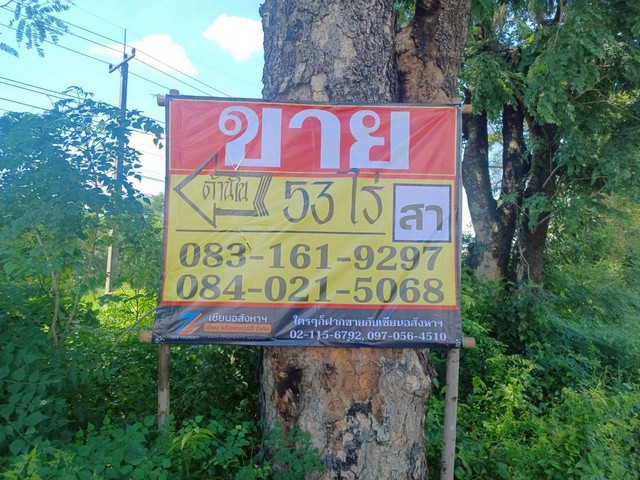 ขาย
ด้านใน 53 ไร่ สา
083-161-9297
084-021-5068
เซียนอสังหาฯ ใครๆก็ฝากขายกับเซียนอสังหาฯ
02-115-6792, 097-056-4510